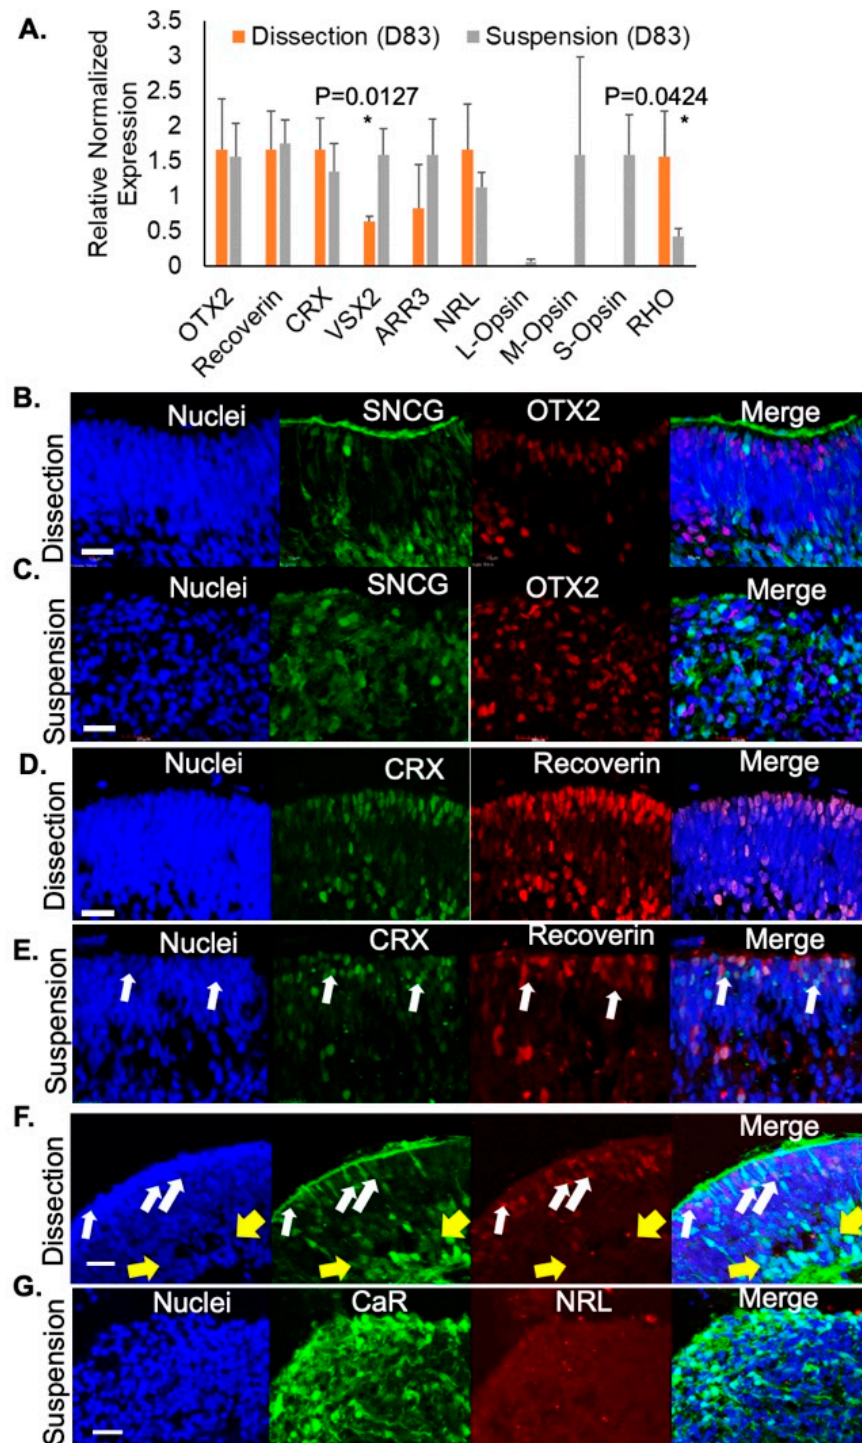 A.
3.5
3
2.5
2
1.5
1
0.5
0
Relative Normalized
Expression
Dissection (D83) Suspension (D83)
P=0.0127
*
P=0.0424
*
OTX2
Recoverin
CRX
VSX2
ARR3
NRL
L-Opsin
M-Opsin
S-Opsin
RHO
B.
Dissection
Nuclei SNCG OTX2 Merge
C.
Suspension
Nuclei SNCG OTX2 Merge
D.
Dissection
Nuclei CRX Recoverin Merge
E.
Suspension
Nuclei CRX Recoverin Merge
F.
Dissection
Merge
G.
Suspension
Nuclei CaR NRL Merge